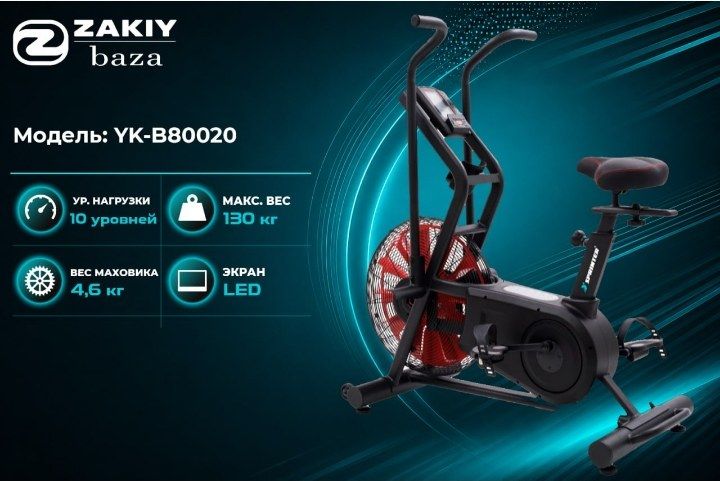 ZAKIY
baza
Модель: YK-B80020
УР. НАГРУЗКИ
10 уровней
МАКС. ВЕС
130 кг
ВЕС МАХОВИКА
4,6 кг
ЭКРАН
LED
SPRINTER